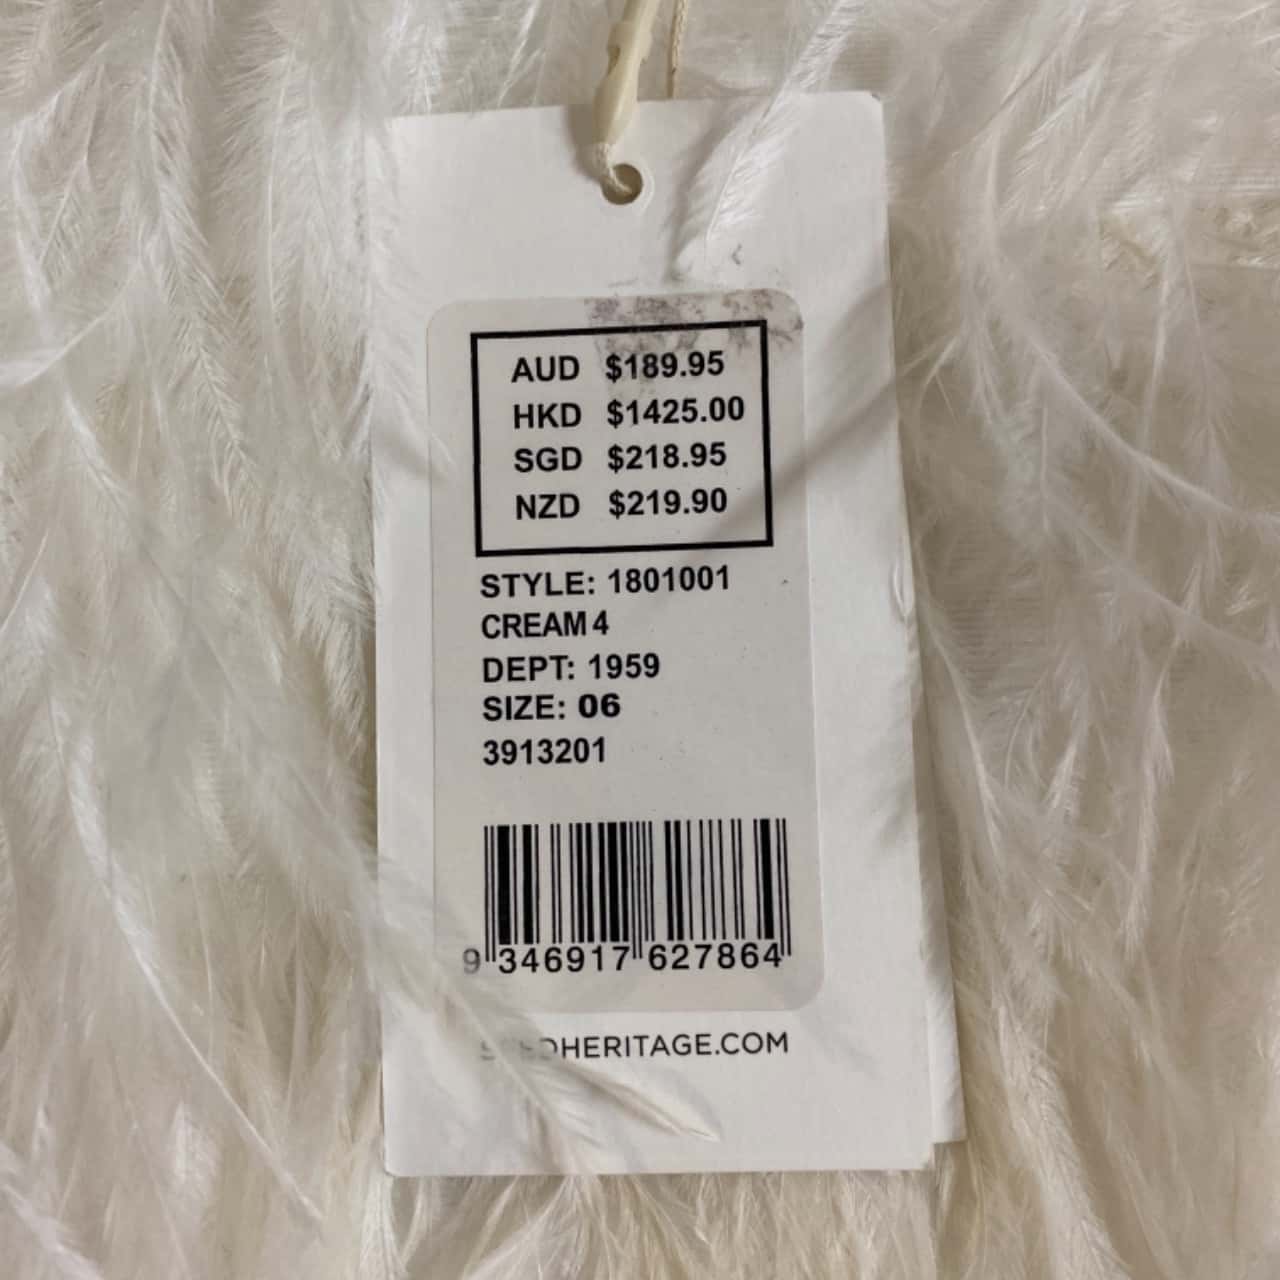 AUD $189.95
HKD $1425.00
SGD $218.95
NZD $219.90
STYLE: 1801001
CREAM 4
DEPT: 1959
SIZE: 06
3913201
9 346917 627864
SEEDHERITAGE.COM